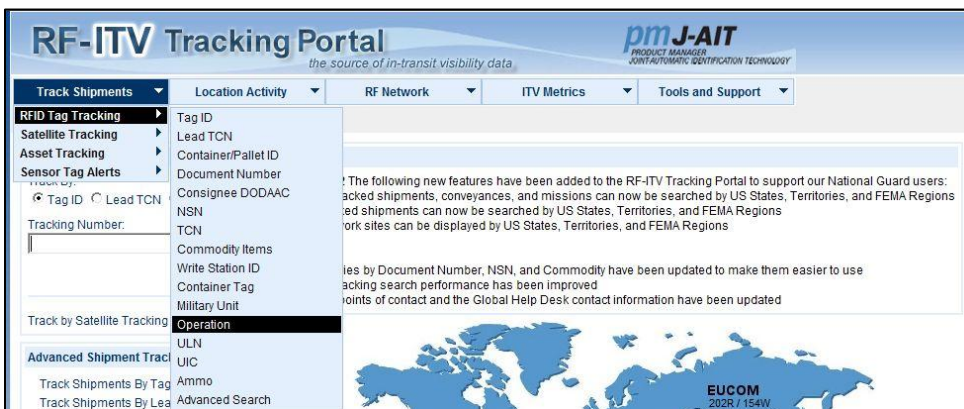 RF-ITV Tracking Portal
the source of in-transit visibility data
pm J-AIT
PRODUCT MANAGER
JOINT-AUTOMATIC IDENTIFICATION TECHNOLOGY
Track Shipments Location Activity RF Network ITV Metrics Tools and Support
RFID Tag Tracking
Satellite Tracking
Asset Tracking
Sensor Tag Alerts
Tag ID
Lead TCN
Container/Pallet ID
Document Number
Consignee DODAAC
NSN
TCN
Commodity Items
Write Station ID
Container Tag
Military Unit
Operation
ULN
UIC
Ammo
Advanced Search
Track By:
Tag ID Lead TCN
Tracking Number:
Track by Satellite Tracking
Advanced Shipment Trac
Track Shipments By Tag
Track Shipments By Lea
The following new features have been added to the RF-ITV Tracking Portal to support our National Guard users:
acked shipments, conveyances, and missions can now be searched by US States, Territories, and FEMA Regions
ed shipments can now be searched by US States, Territories, and FEMA Regions
ork sites can be displayed by US States, Territories, and FEMA Regions
ies by Document Number, NSN, and Commodity have been updated to make them easier to use
acking search performance has been improved
oints of contact and the Global Help Desk contact information have been updated
EUCOM
202R / 154W